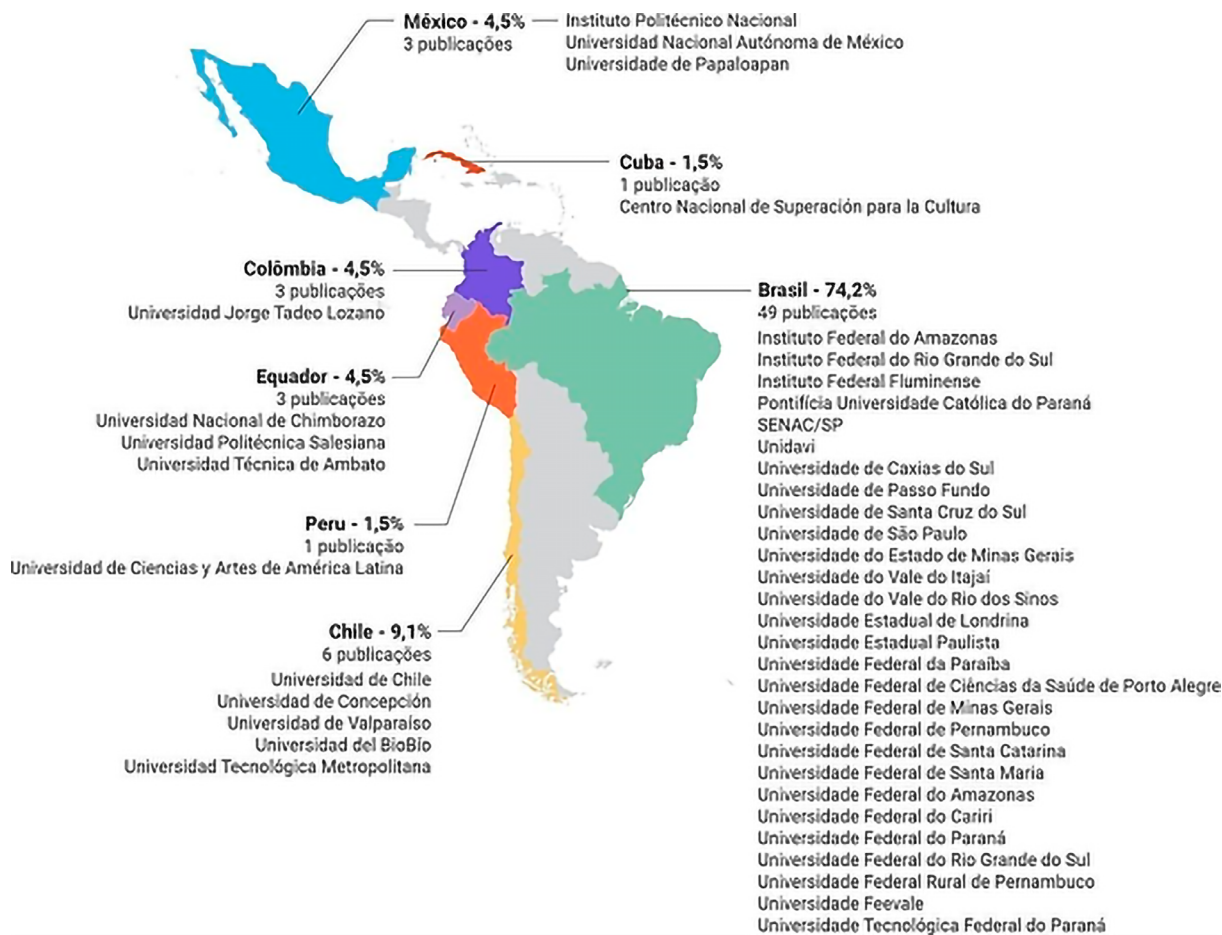 México - 4,5%
3 publicações
Instituto Politécnico Nacional
Universidad Nacional Autónoma de México
Universidade de Papaloapan
Cuba - 1,5%
1 publicação
Centro Nacional de Superación para la Cultura
Colômbia - 4,5%
3 publicações
Universidad Jorge Tadeo Lozano
Equador - 4,5%
3 publicações
Universidad Nacional de Chimborazo
Universidad Politécnica Salesiana
Universidad Técnica de Ambato
Peru - 1,5%
1 publicação
Universidad de Ciencias y Artes de América Latina
Chile - 9,1%
6 publicações
Universidad de Chile
Universidad de Concepción
Universidad de Valparaíso
Universidad del BioBío
Universidad Tecnológica Metropolitana
Brasil - 74,2%
49 publicações
Instituto Federal do Amazonas
Instituto Federal do Rio Grande do Sul
Instituto Federal Fluminense
Pontifícia Universidade Católica do Paraná
SENAC/SP
Unidavi
Universidade de Caxias do Sul
Universidade de Passo Fundo
Universidade de Santa Cruz do Sul
Universidade de São Paulo
Universidade do Estado de Minas Gerais
Universidade do Vale do Itajaí
Universidade do Vale do Rio dos Sinos
Universidade Estadual de Londrina
Universidade Estadual Paulista
Universidade Federal da Paraíba
Universidade Federal de Ciências da Saúde de Porto Alegre
Universidade Federal de Minas Gerais
Universidade Federal de Pernambuco
Universidade Federal de Santa Catarina
Universidade Federal de Santa Maria
Universidade Federal do Amazonas
Universidade Federal do Cariri
Universidade Federal do Paraná
Universidade Federal do Rio Grande do Sul
Universidade Federal Rural de Pernambuco
Universidade Feevale
Universidade Tecnológica Federal do Paraná